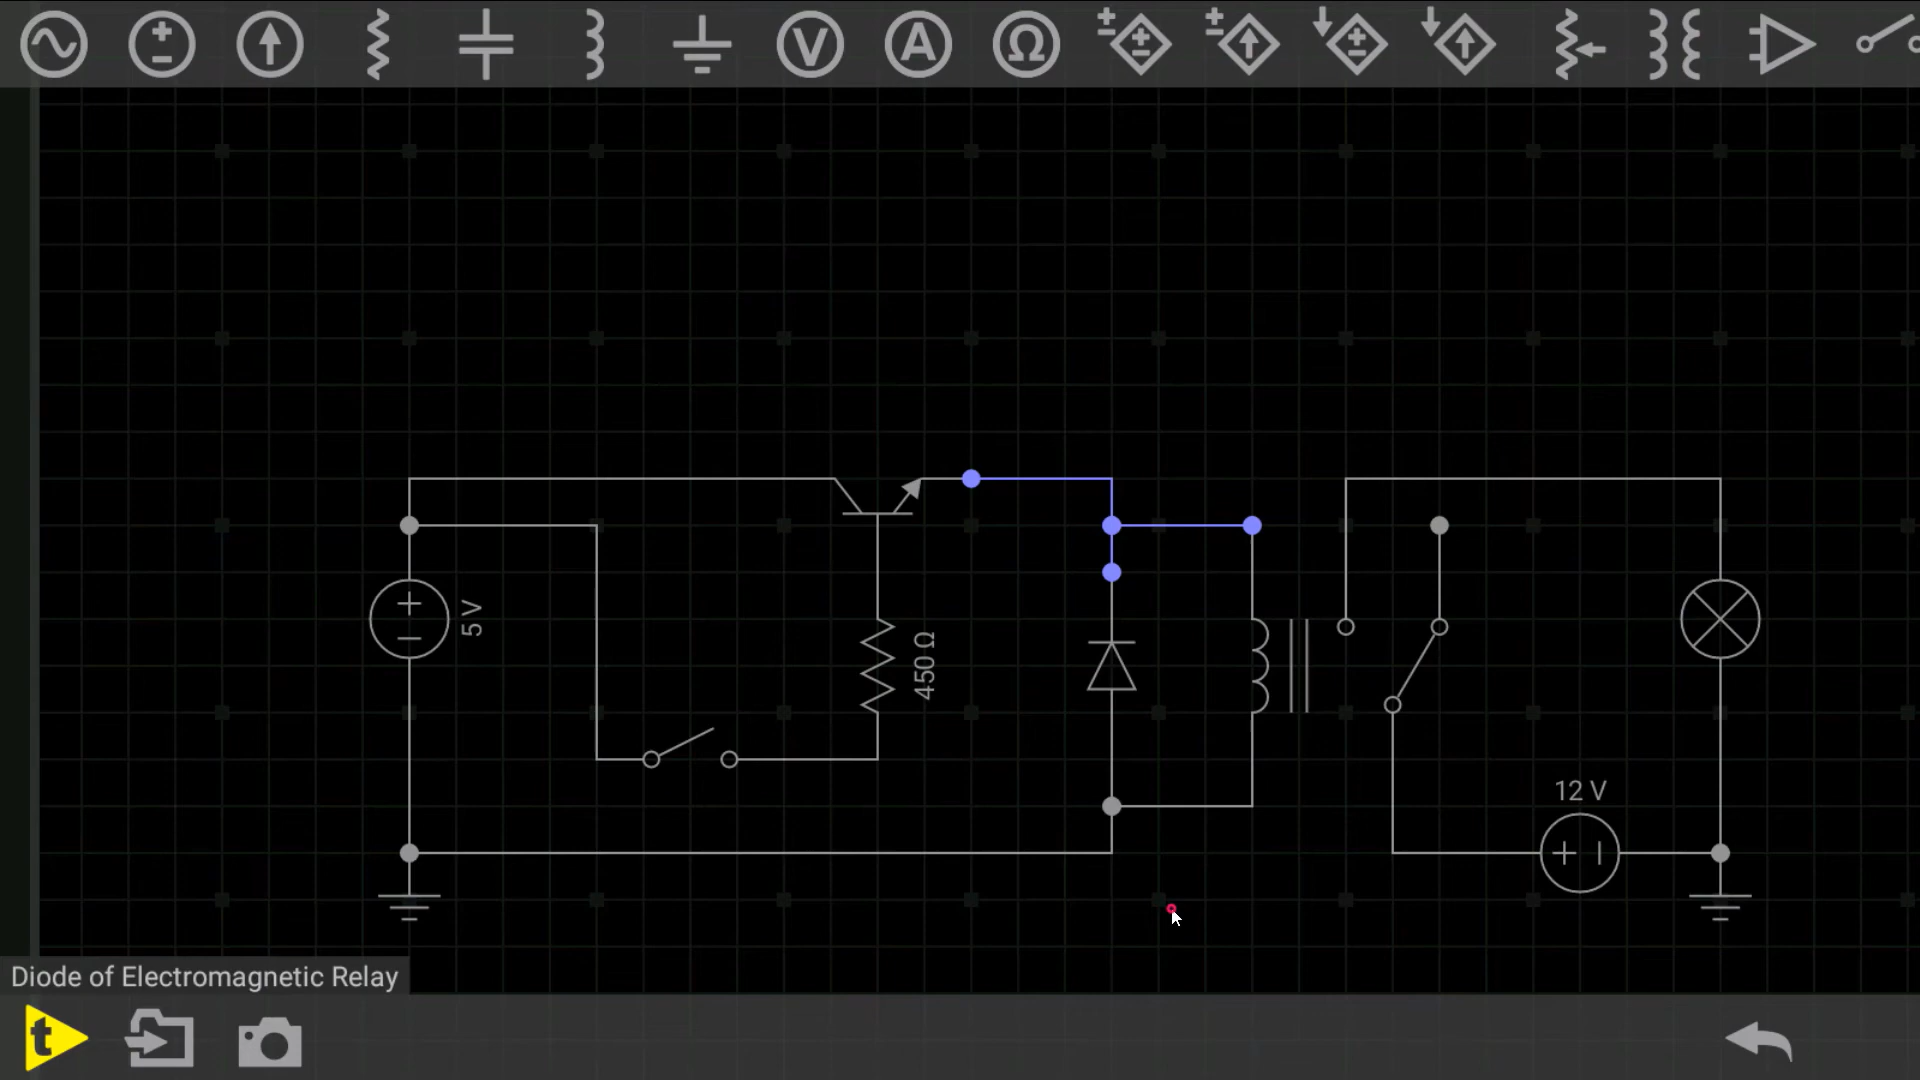 V
A
Ω
5 V
450 Ω
12 V
Diode of Electromagnetic Relay
t